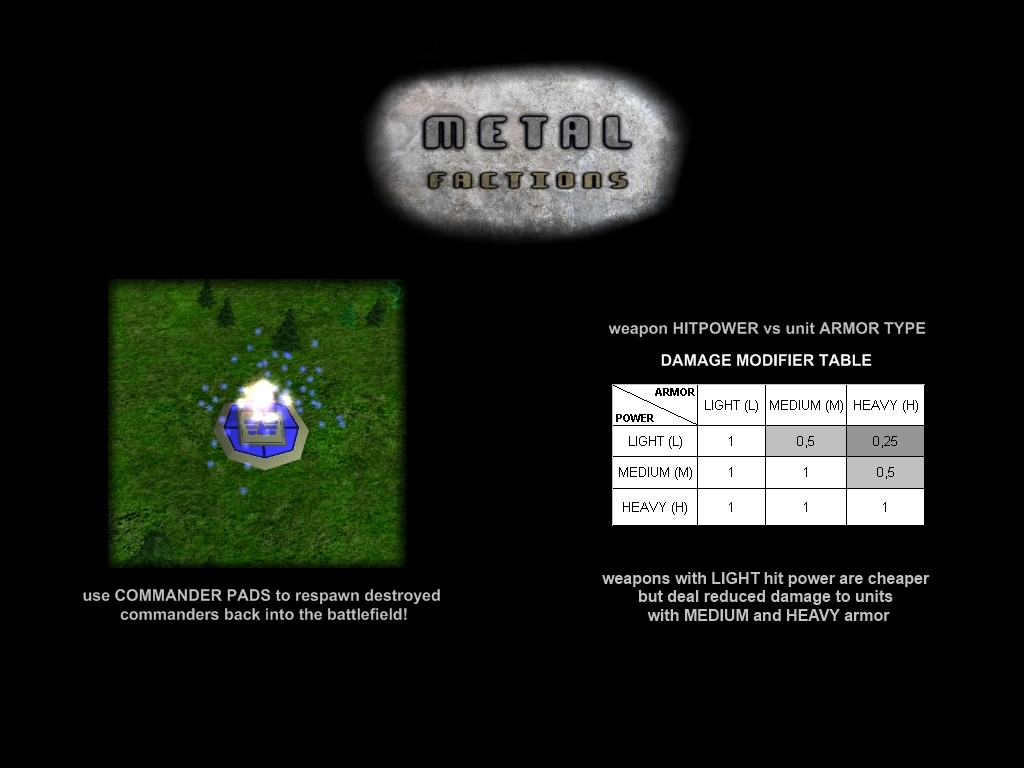 METAL
FACTIONS
use COMMANDER PADS to respawn destroyed
commanders back into the battlefield!
weapon HITPOWER vs unit ARMOR TYPE
DAMAGE MODIFIER TABLE
ARMOR
POWER
LIGHT (L) MEDIUM (M) HEAVY (H)
LIGHT (L) 1 0,5 0,25
MEDIUM (M) 1 1 0,5
HEAVY (H) 1 1 1
weapons with LIGHT hit power are cheaper
but deal reduced damage to units
with MEDIUM and HEAVY armor